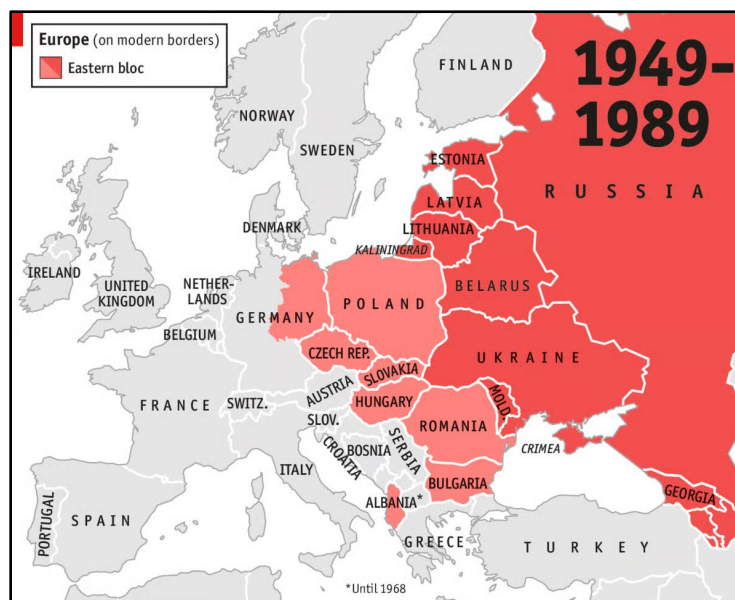 Europe (on modern borders)
Eastern bloc
1949-
1989
FINLAND
NORWAY
SWEDEN
ESTONIA
RUSSIA
LATVIA
DENMARK
LITHUANIA
KALININGRAD
IRELAND
UNITED
KINGDOM
NETHER-
LANDS
BELARUS
POLAND
GERMANY
BELGIUM
CZECH REP.
UKRAINE
SLOVAKIA
AUSTRIA
FRANCE
SWITZ.
HUNGARY
MOLD
SLOV.
ROMANIA
CROATIA
BOSNIA
SERBIA
CRIMEA
ITALY
BULGARIA
GEORGIA
ALBANIA*
PORTUGAL
SPAIN
GREECE
TURKEY
*Until 1968